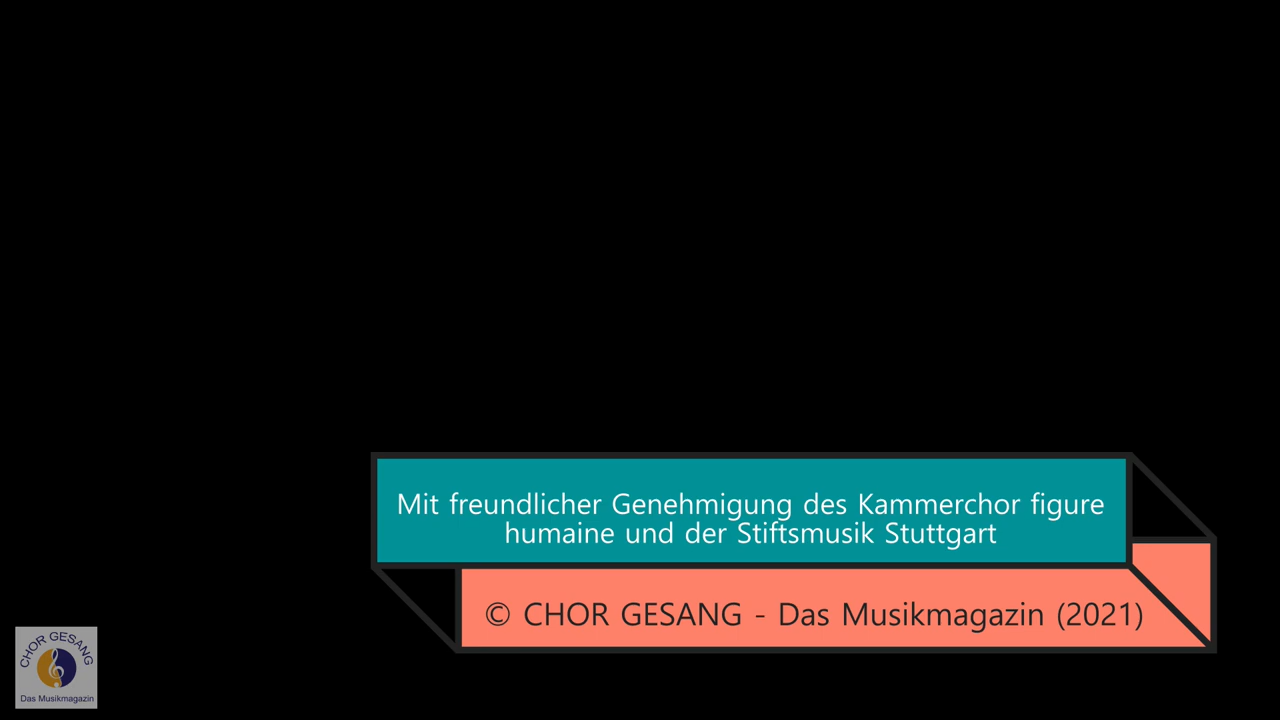 Mit freundlicher Genehmigung des Kammerchor figure
humaine und der Stiftsmusik Stuttgart
© CHOR GESANG - Das Musikmagazin (2021)
CHOR GESANG
Das Musikmagazin